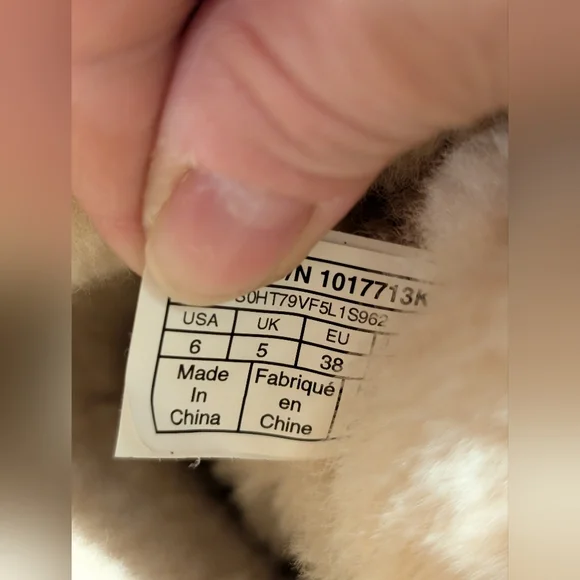 /N 1017713K
S0HT79VF5L1S962
USA UK EU
6 5 38
Made Fabriqué
In en
China Chine